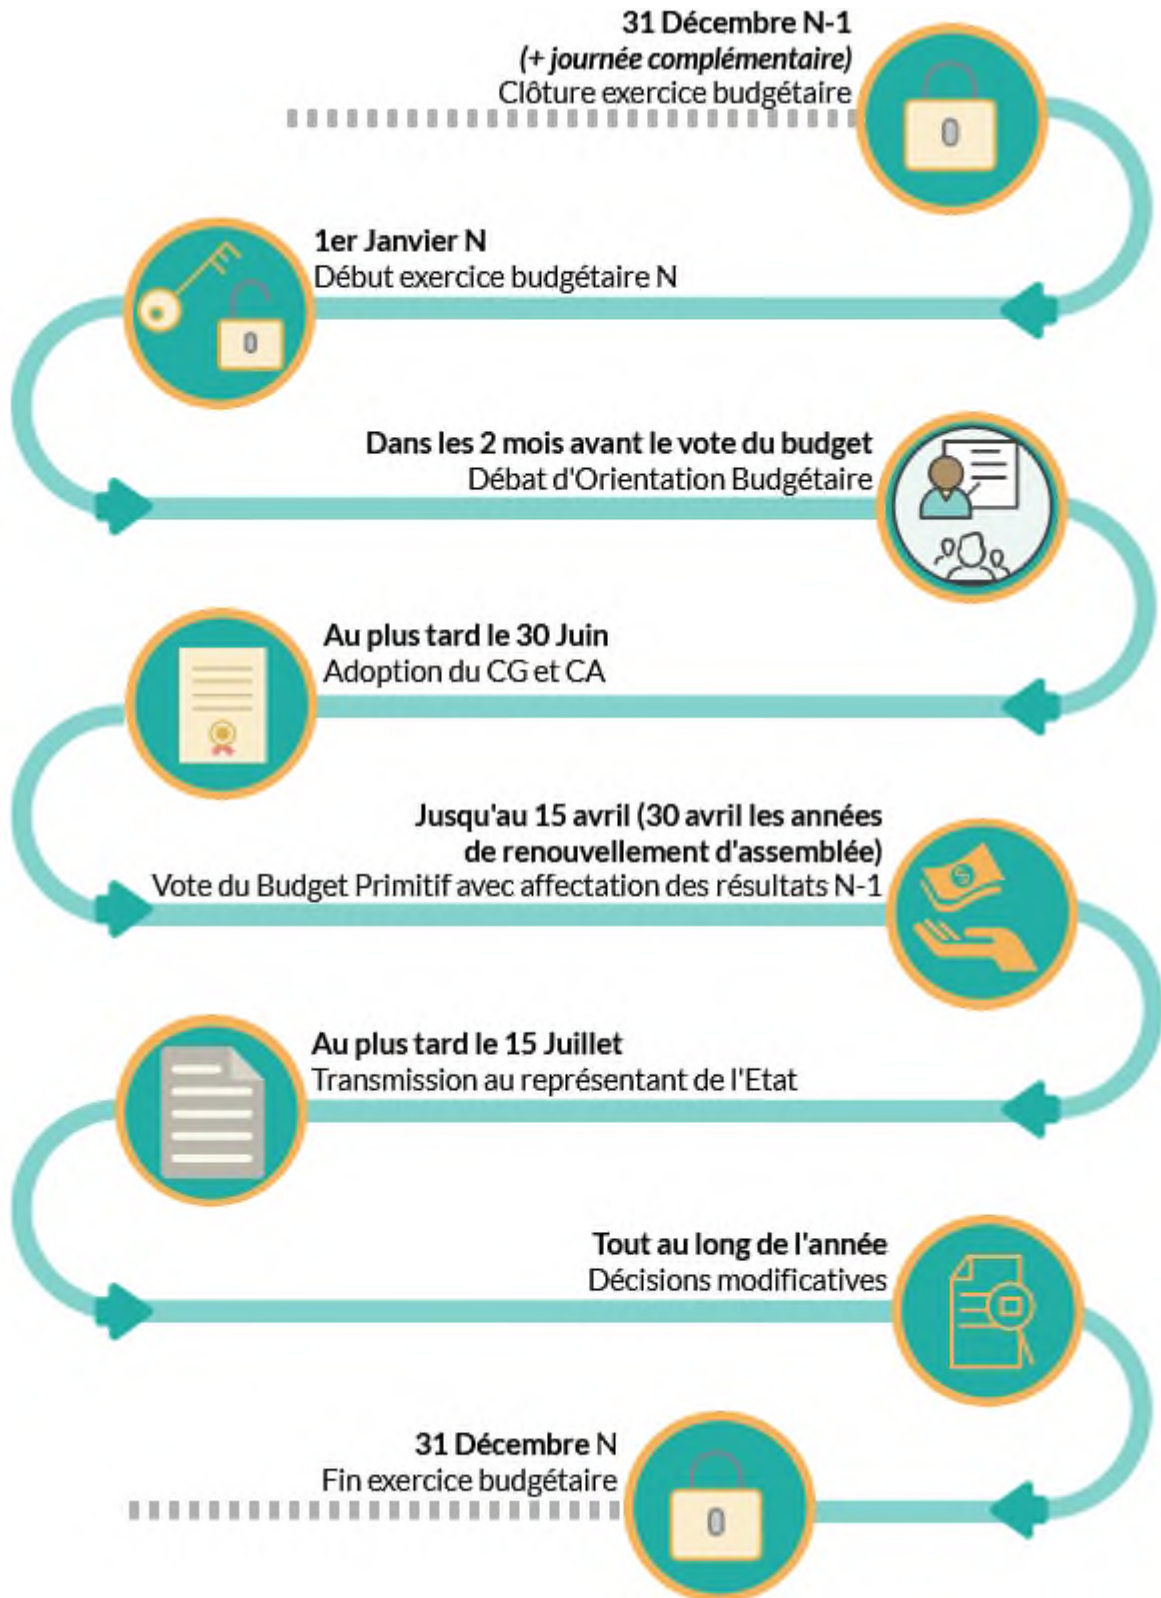 31 Décembre N-1
(+ journée complémentaire)
Clôture exercice budgétaire
1er Janvier N
Début exercice budgétaire N
Dans les 2 mois avant le vote du budget
Débat d'Orientation Budgétaire
Au plus tard le 30 Juin
Adoption du CG et CA
Jusqu'au 15 avril (30 avril les années
de renouvellement d'assemblée)
Vote du Budget Primitif avec affectation des résultats N-1
Au plus tard le 15 Juillet
Transmission au représentant de l'Etat
Tout au long de l'année
Décisions modificatives
31 Décembre N
Fin exercice budgétaire